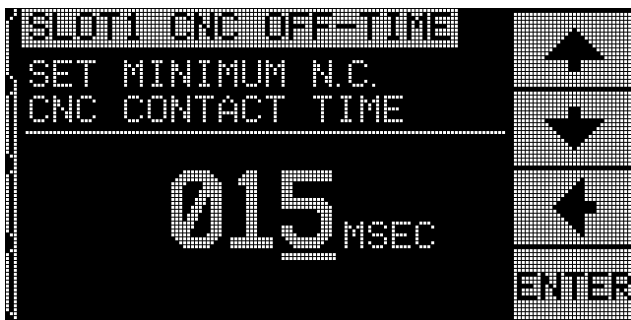 SLOT1 CNC OFF-TIME
SET MINIMUM N.C.
CNC CONTACT TIME
015 MSEC
ENTER